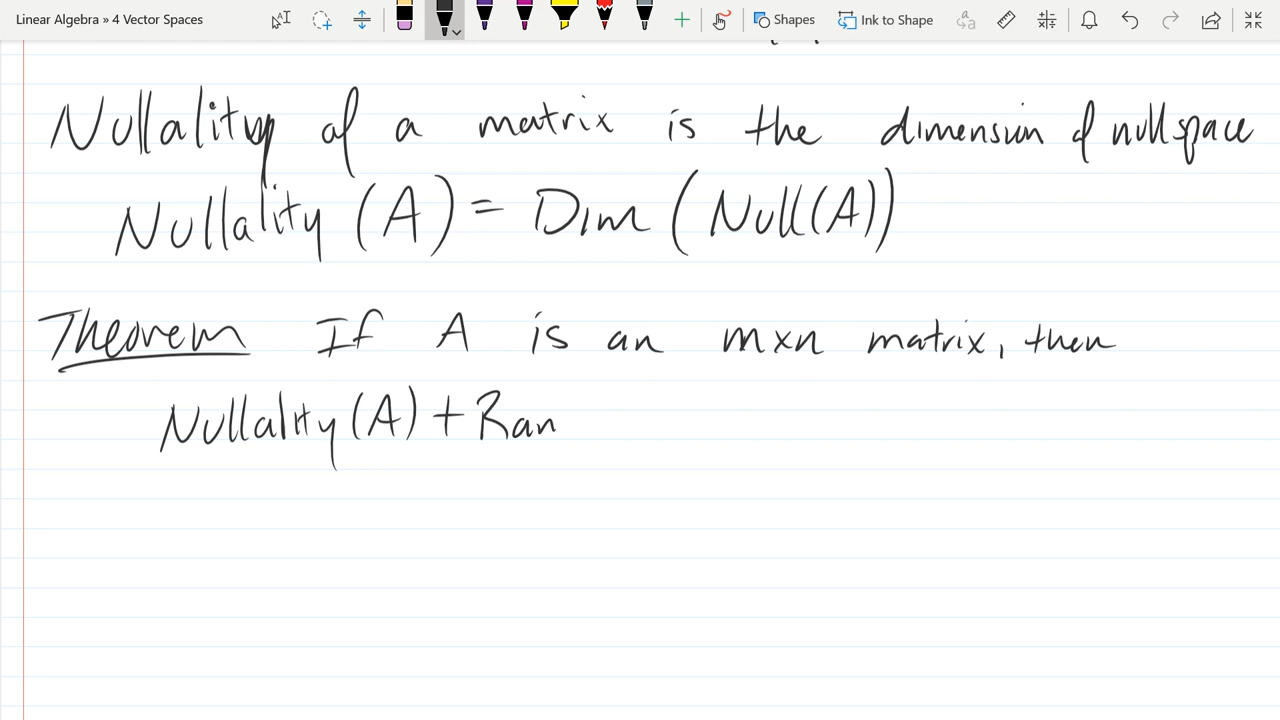 Linear Algebra » 4 Vector Spaces
Shapes
Ink to Shape
Nullality of a matrix is the dimension of nullspace
Nullality (A) = Dim (Null(A))
Theorem If A is an mxn matrix, then
Nullality (A) + Ran